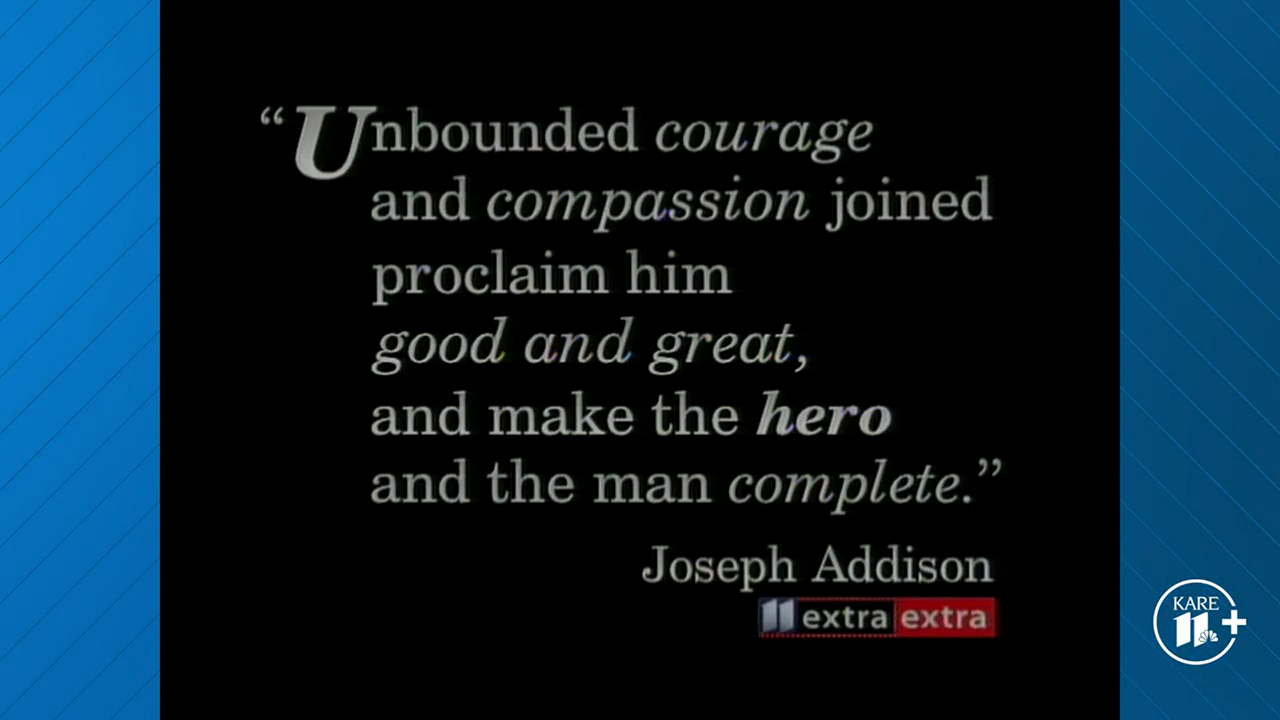 “Unbounded courage
and compassion joined
proclaim him
good and great,
and make the hero
and the man complete.”
Joseph Addison
11 extra extra
KARE
11+